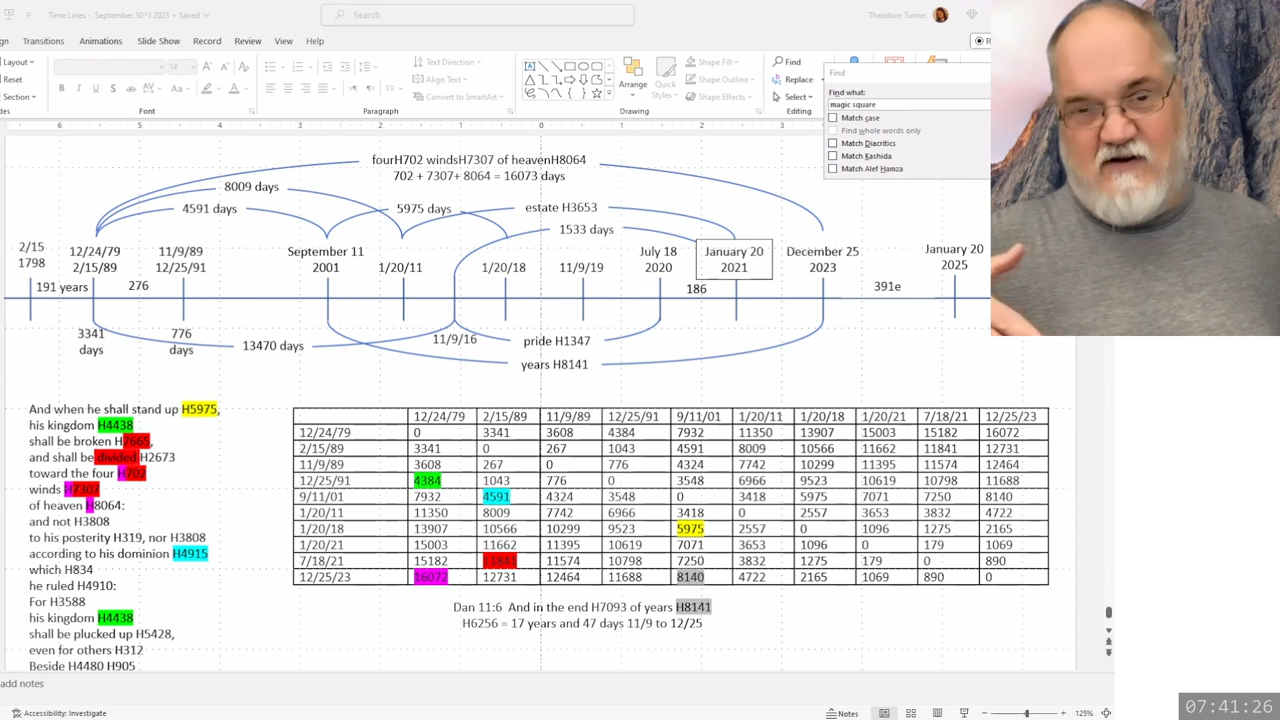 Time Lines - September 30ᵗʰ 2023 • Saved
Search
Theodore Turner
Transitions Animations Slide Show Record Review View Help
Layout
Reset
Section
14
Font
Paragraph
Text Direction
Align Text
Convert to SmartArt
Arrange
Quick
Styles
Shape Fill
Shape Outline
Shape Effects
Drawing
Find
Replace
Select
Editing
Find
Find what:
magic square
Match case
Find whole words only
Match Diacritics
Match Kashida
Match Alef Hamza
6 5 4 3 2 1 0 1 2 3
fourH702 windsH7307 of heavenH8064
702 + 7307+ 8064 = 16073 days
8009 days
4591 days
5975 days
estate H3653
1533 days
2/15
1798
12/24/79
2/15/89
11/9/89
12/25/91
September 11
2001
1/20/11
1/20/18
11/9/19
July 18
2020
January 20
2021
December 25
2023
January 20
2025
191 years
276
186
391e
3341
days
776
days
13470 days
11/9/16
pride H1347
years H8141
And when he shall stand up H5975,
his kingdom H4438
shall be broken H7665,
and shall be divided H2673
toward the four H702
winds H7307
of heaven H8064:
and not H3808
to his posterity H319, nor H3808
according to his dominion H4915
which H834
he ruled H4910:
For H3588
his kingdom H4438
shall be plucked up H5428,
even for others H312
Beside H4480 H905
12/24/79 2/15/89 11/9/89 12/25/91 9/11/01 1/20/11 1/20/18 1/20/21 7/18/21 12/25/23
12/24/79 0 3341 3608 4384 7932 11350 13907 15003 15182 16072
2/15/89 3341 0 267 1043 4591 8009 10566 11662 11841 12731
11/9/89 3608 267 0 776 4324 7742 10299 11395 11574 12464
12/25/91 4384 1043 776 0 3548 6966 9523 10619 10798 11688
9/11/01 7932 4591 4324 3548 0 3418 5975 7071 7250 8140
1/20/11 11350 8009 7742 6966 3418 0 2557 3653 3832 4722
1/20/18 13907 10566 10299 9523 5975 2557 0 1096 1275 2165
1/20/21 15003 11662 11395 10619 7071 3653 1096 0 179 1069
7/18/21 15182 11841 11574 10798 7250 3832 1275 179 0 890
12/25/23 16072 12731 12464 11688 8140 4722 2165 1069 890 0
Dan 11:6 And in the end H7093 of years H8141
H6256 = 17 years and 47 days 11/9 to 12/25
add notes
Accessibility: Investigate
Notes
125%
07:41:26